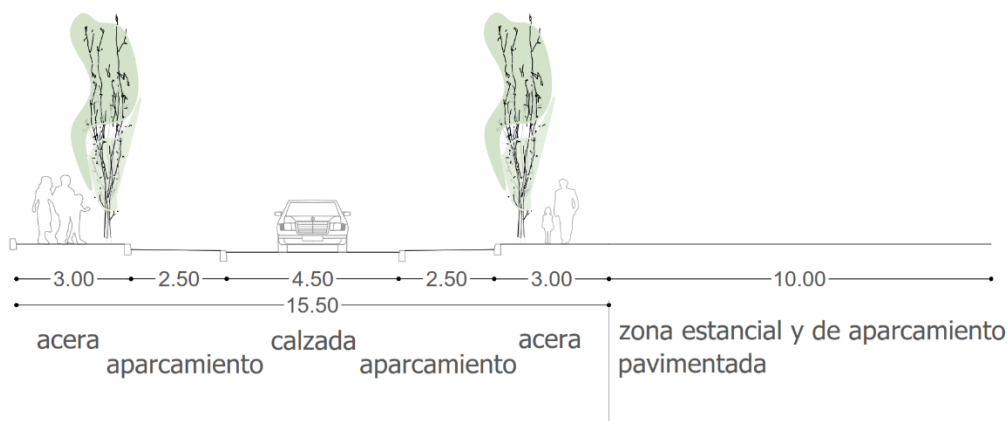 3.00 2.50 4.50 2.50 3.00 10.00
15.50
acera calzada acera
aparcamiento aparcamiento
zona estancial y de aparcamiento
pavimentada